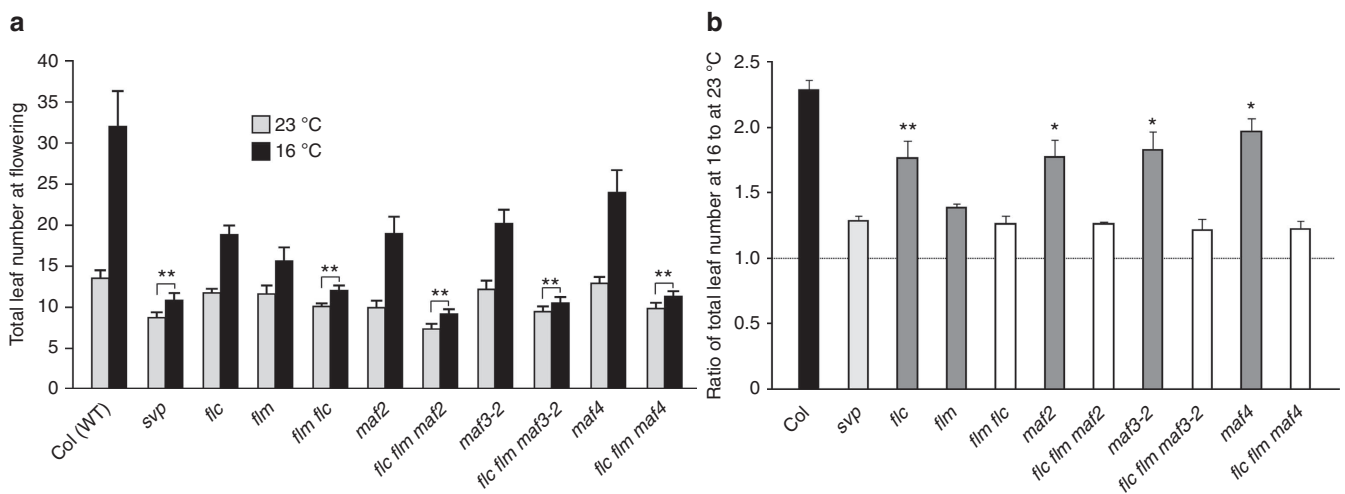 a
Total leaf number at flowering
40
35
30
25
20
15
10
5
0
23 °C
16 °C
**
**
**
**
**
Col (WT)
svp
flc
flm
flm flc
maf2
flc flm maf2
maf3-2
flc flm maf3-2
maf4
flc flm maf4
b
Ratio of total leaf number at 16 to at 23 °C
2.5
2.0
1.5
1.0
0.5
0
**
*
*
*
Col
svp
flc
flm
flm flc
maf2
flc flm maf2
maf3-2
flc flm maf3-2
maf4
flc flm maf4